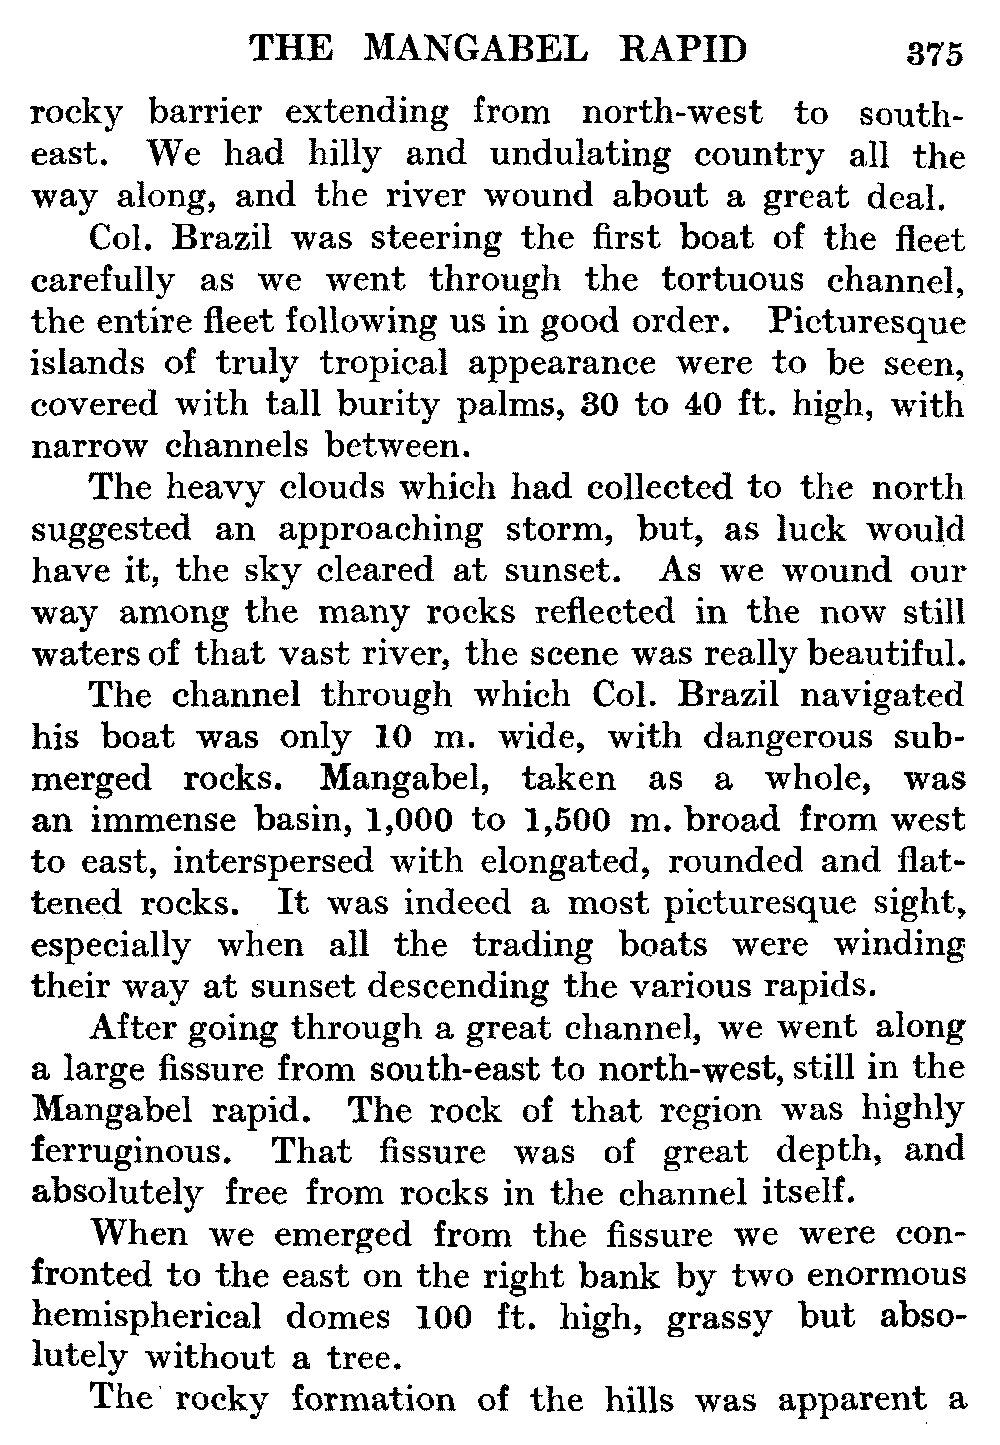 THE MANGABEL RAPID 375
rocky barrier extending from north-west to south-
east. We had hilly and undulating country all the
way along, and the river wound about a great deal.
Col. Brazil was steering the first boat of the fleet
carefully as we went through the tortuous channel,
the entire fleet following us in good order. Picturesque
islands of truly tropical appearance were to be seen,
covered with tall burity palms, 30 to 40 ft. high, with
narrow channels between.
The heavy clouds which had collected to the north
suggested an approaching storm, but, as luck would
have it, the sky cleared at sunset. As we wound our
way among the many rocks reflected in the now still
waters of that vast river, the scene was really beautiful.
The channel through which Col. Brazil navigated
his boat was only 10 m. wide, with dangerous sub-
merged rocks. Mangabel, taken as a whole, was
an immense basin, 1,000 to 1,500 m. broad from west
to east, interspersed with elongated, rounded and flat-
tened rocks. It was indeed a most picturesque sight,
especially when all the trading boats were winding
their way at sunset descending the various rapids.
After going through a great channel, we went along
a large fissure from south-east to north-west, still in the
Mangabel rapid. The rock of that region was highly
ferruginous. That fissure was of great depth, and
absolutely free from rocks in the channel itself.
When we emerged from the fissure we were con-
fronted to the east on the right bank by two enormous
hemispherical domes 100 ft. high, grassy but abso-
lutely without a tree.
The rocky formation of the hills was apparent a